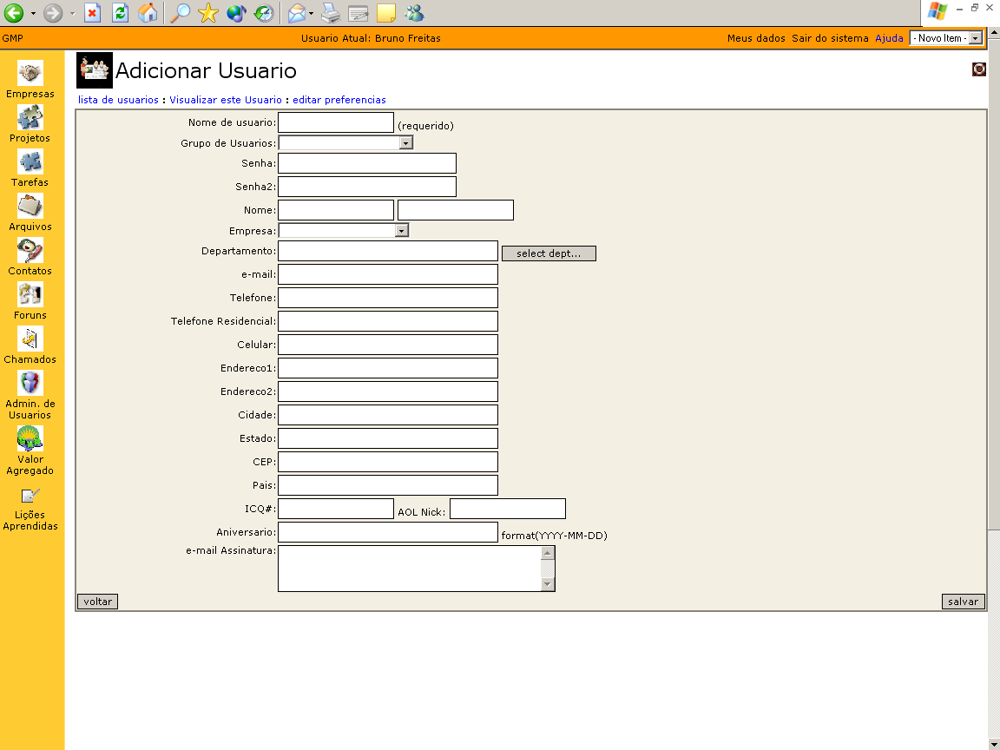 GMP Usuario Atual: Bruno Freitas Meus dados Sair do sistema Ajuda - Novo Item -
Empresas
Projetos
Tarefas
Arquivos
Contatos
Foruns
Chamados
Admin. de
Usuarios
Valor
Agregado
Lições
Aprendidas
Adicionar Usuario
lista de usuarios : Visualizar este Usuario : editar preferencias
Nome de usuario: (requerido)
Grupo de Usuarios:
Senha:
Senha2:
Nome:
Empresa:
Departamento: select dept...
e-mail:
Telefone:
Telefone Residencial:
Celular:
Endereco1:
Endereco2:
Cidade:
Estado:
CEP:
Pais:
ICQ#: AOL Nick:
Aniversario: format(YYYY-MM-DD)
e-mail Assinatura:
voltar salvar